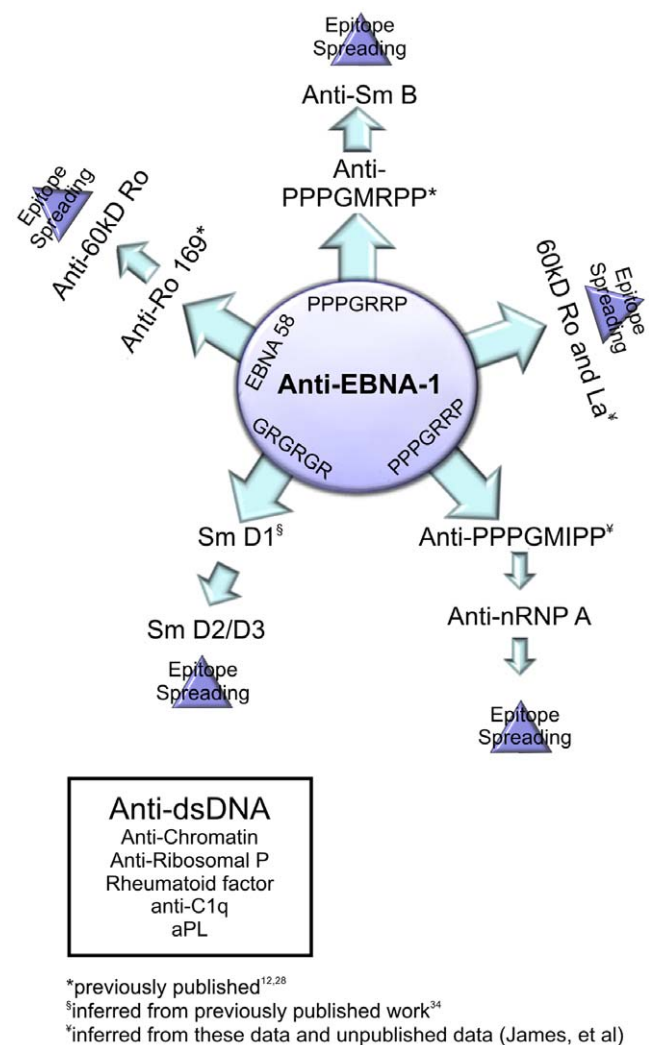 Epitope
Spreading
Anti-Sm B
Anti-
PPPGMRPP*
Epitope
Spreading
Anti-60kD Ro
Anti-Ro 169*
60kD Ro and La¥
Epitope
Spreading
PPPGRRP
EBNA 58
Anti-EBNA-1
GRGRGR
PPPGRRP
Sm D1§
Sm D2/D3
Epitope
Spreading
Anti-PPPGMIPP¥
Anti-nRNP A
Epitope
Spreading
Anti-dsDNA
Anti-Chromatin
Anti-Ribosomal P
Rheumatoid factor
anti-C1q
aPL
*previously published12,28
§inferred from previously published work34
¥inferred from these data and unpublished data (James, et al)